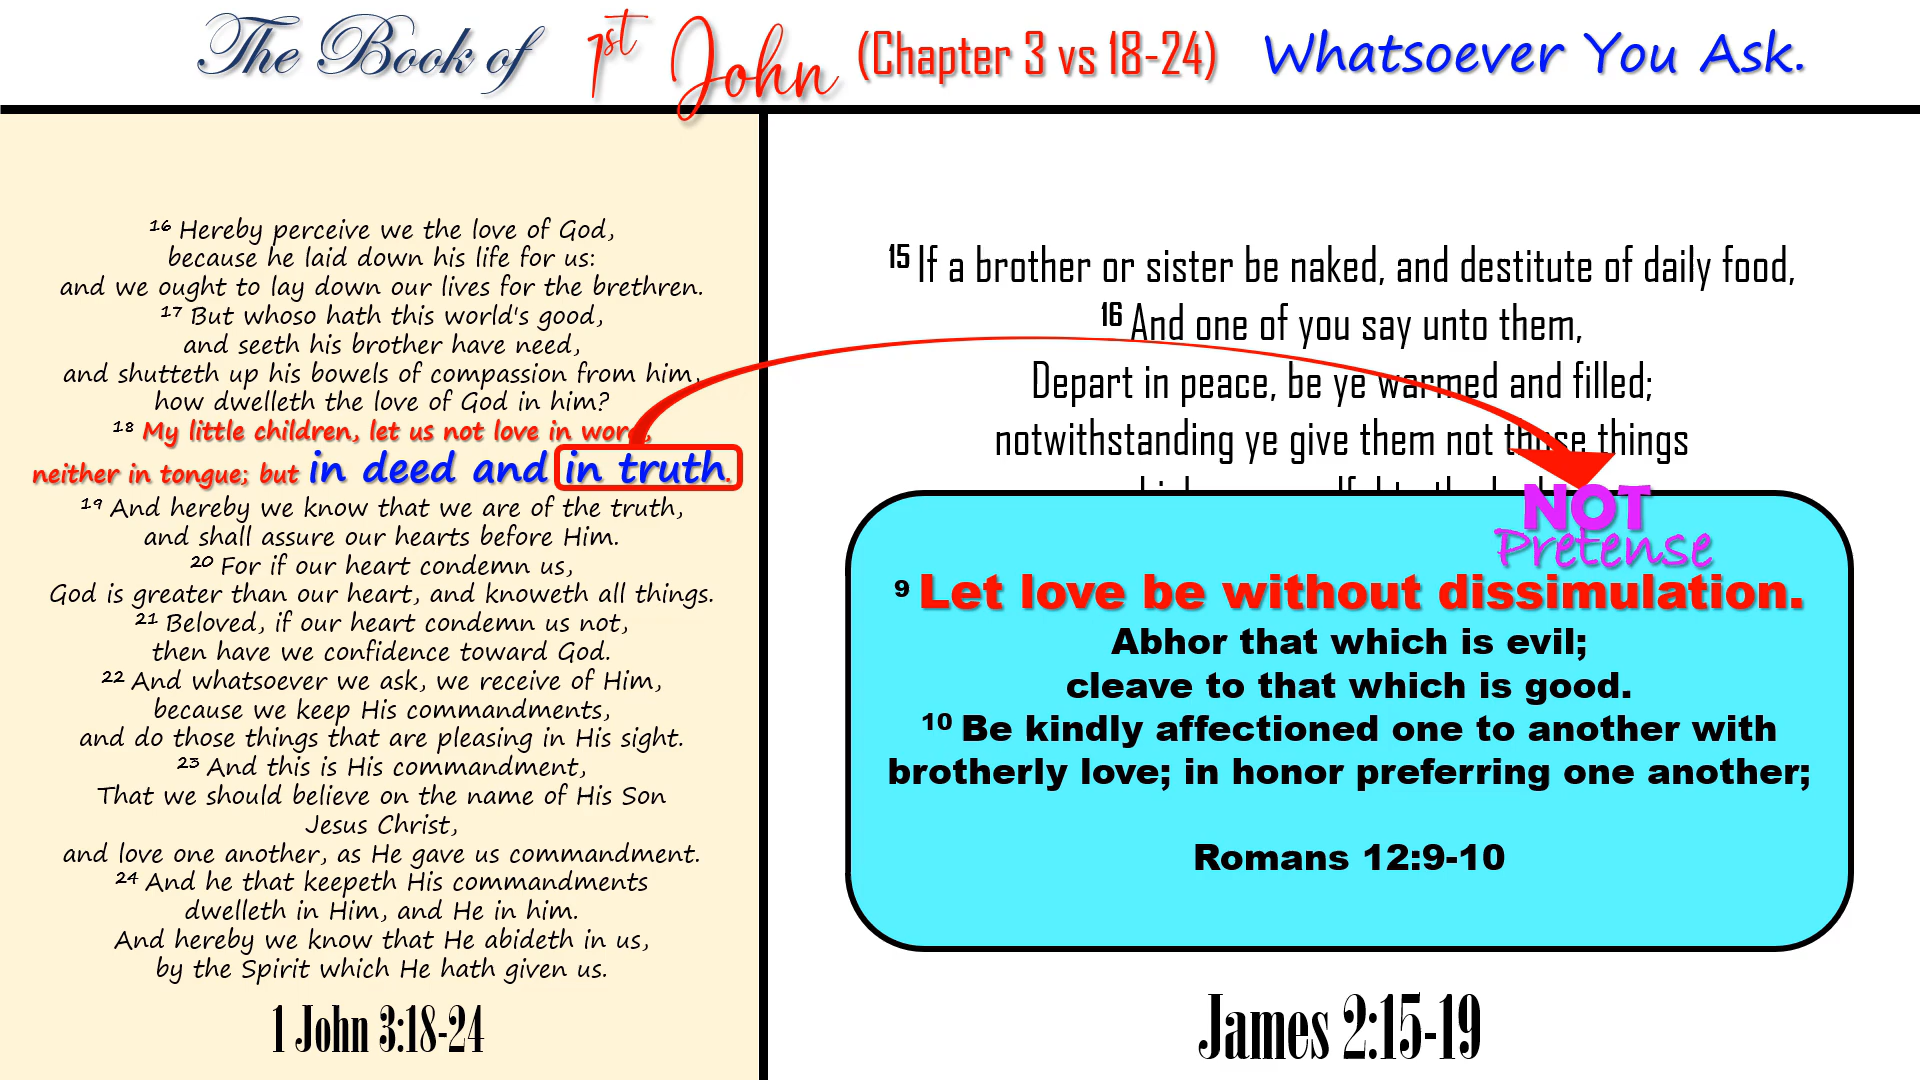 The Book of 1st John (Chapter 3 vs 18-24) Whatsoever You Ask.
16 Hereby perceive we the love of God,
because he laid down his life for us:
and we ought to lay down our lives for the brethren.
17 But whoso hath this world's good,
and seeth his brother have need,
and shutteth up his bowels of compassion from him,
how dwelleth the love of God in him?
18 My little children, let us not love in word,
neither in tongue; but in deed and in truth.
19 And hereby we know that we are of the truth,
and shall assure our hearts before Him.
20 For if our heart condemn us,
God is greater than our heart, and knoweth all things.
21 Beloved, if our heart condemn us not,
then have we confidence toward God.
22 And whatsoever we ask, we receive of Him,
because we keep His commandments,
and do those things that are pleasing in His sight.
23 And this is His commandment,
That we should believe on the name of His Son
Jesus Christ,
and love one another, as He gave us commandment.
24 And he that keepeth His commandments
dwelleth in Him, and He in him.
And hereby we know that He abideth in us,
by the Spirit which He hath given us.
1 John 3:18-24
15 If a brother or sister be naked, and destitute of daily food,
16 And one of you say unto them,
Depart in peace, be ye warmed and filled;
notwithstanding ye give them not those things
NOT
Pretense
9 Let love be without dissimulation.
Abhor that which is evil;
cleave to that which is good.
10 Be kindly affectioned one to another with
brotherly love; in honor preferring one another;
Romans 12:9-10
James 2:15-19